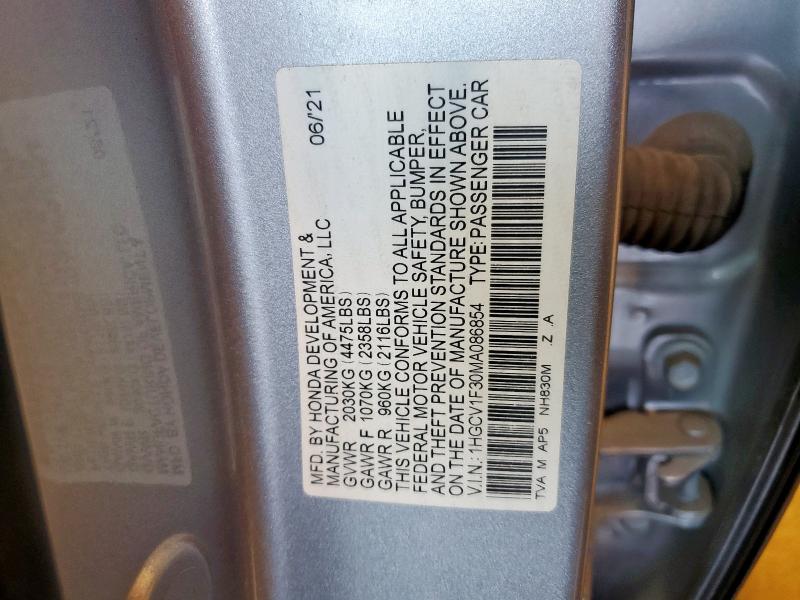 MFD. BY HONDA DEVELOPMENT & 06/'21
MANUFACTURING OF AMERICA, LLC
GVWR 2030KG (4475LBS)
GAWR F 1070KG (2358LBS)
GAWR R 960KG (2116LBS)
THIS VEHICLE CONFORMS TO ALL APPLICABLE
FEDERAL MOTOR VEHICLE SAFETY, BUMPER,
AND THEFT PREVENTION STANDARDS IN EFFECT
ON THE DATE OF MANUFACTURE SHOWN ABOVE.
V.I.N.: 1HGCV1F30MA086854 TYPE: PASSENGER CAR
TVA M AP5 NH830M .Z .A